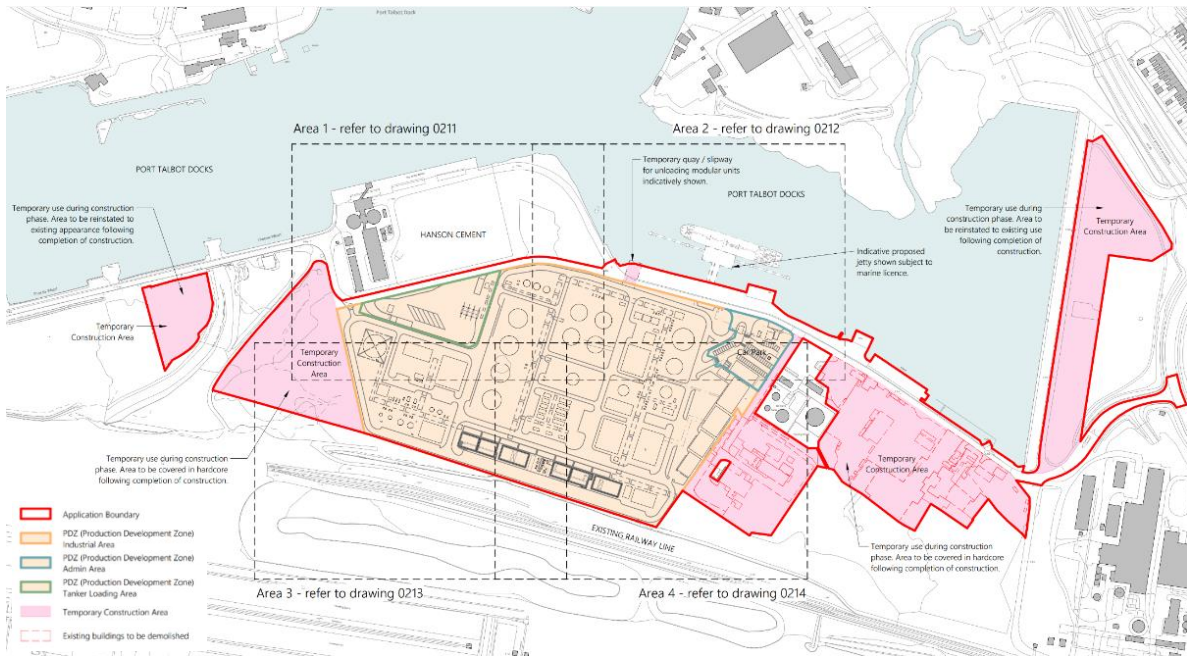 Port Talbot Dock
Area 1 - refer to drawing 0211
Area 2 - refer to drawing 0212
PORT TALBOT DOCKS
Temporary use during construction
phase. Area to be reinstated to
existing appearance following
completion of construction.
HANSON CEMENT
Temporary quay / slipway
for unloading modular units
indicatively shown.
PORT TALBOT DOCKS
Indicative proposed
jetty shown subject to
marine licence.
Temporary use during
construction phase. Area to
be reinstated to existing use
following completion of
construction.
Temporary
Construction Area
Temporary
Construction Area
Temporary
Construction Area
Car Park
Temporary
Construction Area
Temporary use during construction
phase. Area to be covered in hardcore
following completion of construction.
Temporary use during construction
phase. Area to be covered in hardcore
following completion of construction.
EXISTING RAILWAY LINE
Area 3 - refer to drawing 0213
Area 4 - refer to drawing 0214
Application Boundary
PDZ (Production Development Zone)
Industrial Area
PDZ (Production Development Zone)
Admin Area
PDZ (Production Development Zone)
Tanker Loading Area
Temporary Construction Area
Existing buildings to be demolished